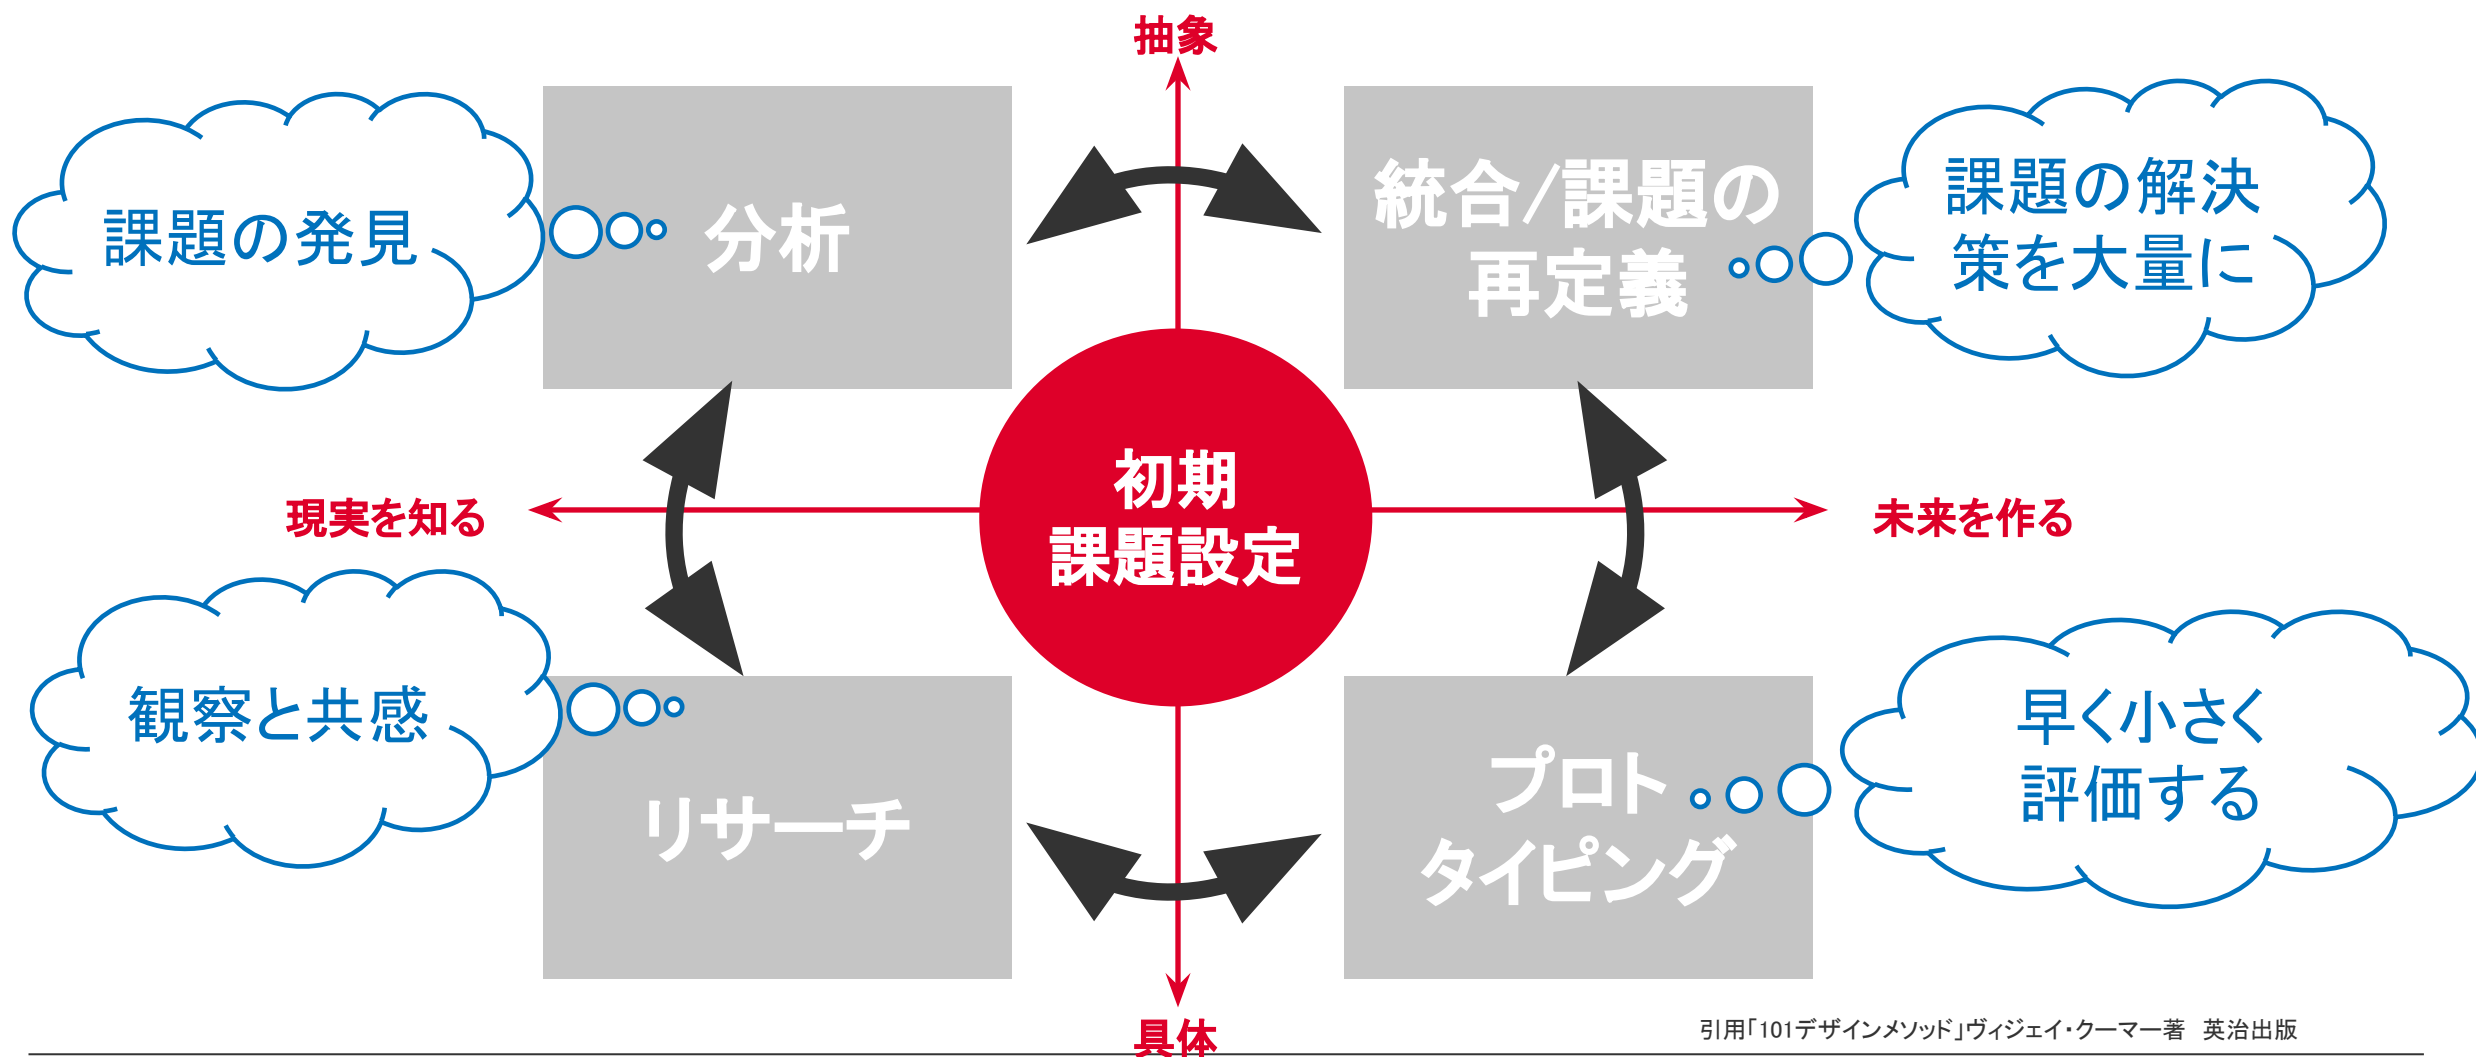 抽象
課題の発見
分析
統合/課題の
再定義
課題の解決
策を大量に
現実を知る
初期
課題設定
未来を作る
観察と共感
リサーチ
プロト
タイピング
早く小さく
評価する
具体
引用「101デザインメソッド」ヴィジェイ・クーマー著　英治出版